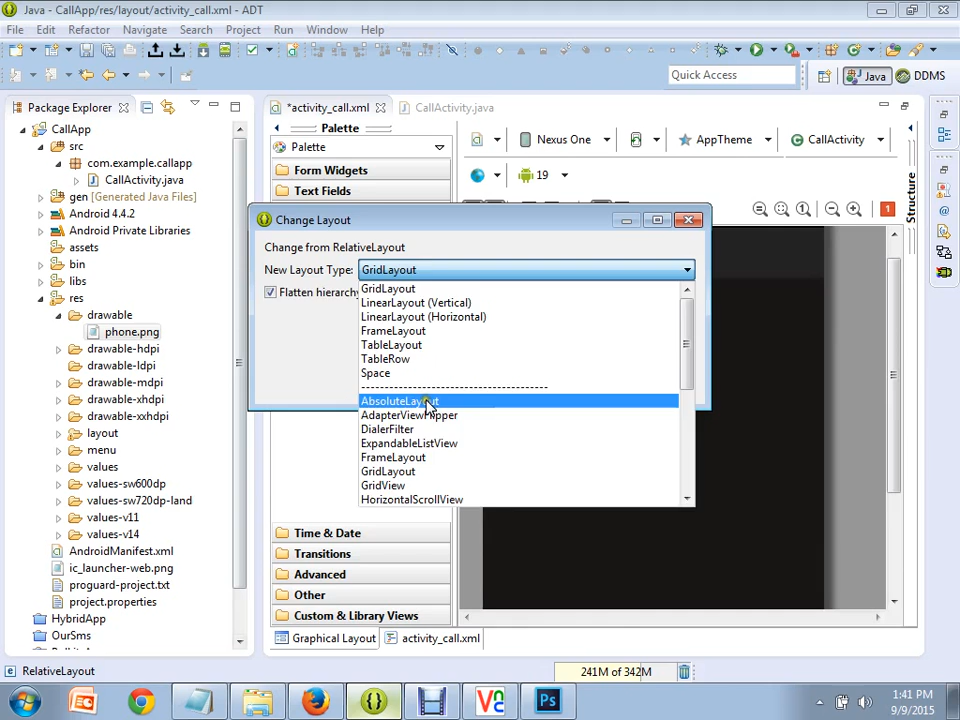 Java - CallApp/res/layout/activity_call.xml - ADT
File Edit Refactor Navigate Search Project Run Window Help
Quick Access
Java
DDMS
Package Explorer
CallApp
src
com.example.callapp
CallActivity.java
gen [Generated Java Files]
Android 4.4.2
Android Private Libraries
assets
bin
libs
res
drawable
phone.png
drawable-hdpi
drawable-ldpi
drawable-mdpi
drawable-xhdpi
drawable-xxhdpi
layout
menu
values
values-sw600dp
values-sw720dp-land
values-v11
values-v14
AndroidManifest.xml
ic_launcher-web.png
proguard-project.txt
project.properties
HybridApp
OurSms
*activity_call.xml
CallActivity.java
Palette
Palette
Form Widgets
Text Fields
Nexus One
AppTheme
CallActivity
19
1
Structure
Change Layout
Change from RelativeLayout
New Layout Type: GridLayout
Flatten hierarchy
GridLayout
LinearLayout (Vertical)
LinearLayout (Horizontal)
FrameLayout
TableLayout
TableRow
Space
----------------------------------------
AbsoluteLayout
AdapterViewFlipper
DialerFilter
ExpandableListView
FrameLayout
GridLayout
GridView
HorizontalScrollView
Time & Date
Transitions
Advanced
Other
Custom & Library Views
Graphical Layout
activity_call.xml
RelativeLayout
241M of 342M
1:41 PM
9/9/2015